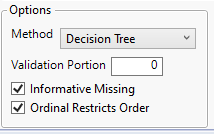 Options
Method Decision Tree
Validation Portion 0
Informative Missing
Ordinal Restricts Order